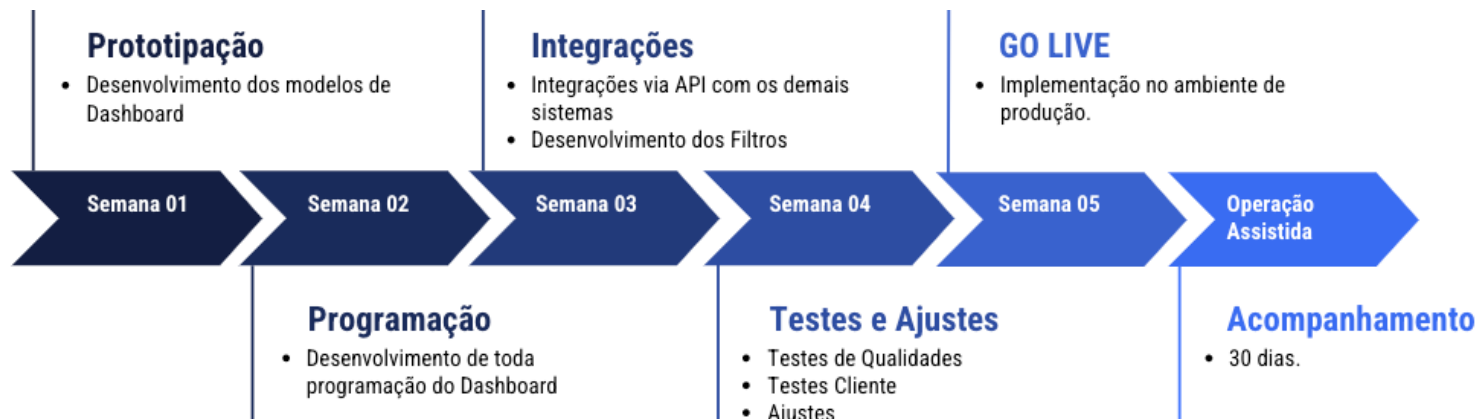 Prototipação
• Desenvolvimento dos modelos de
Dashboard
Integrações
• Integrações via API com os demais
sistemas
• Desenvolvimento dos Filtros
GO LIVE
• Implementação no ambiente de
produção.
Semana 01
Semana 02
Semana 03
Semana 04
Semana 05
Operação
Assistida
Programação
• Desenvolvimento de toda
programação do Dashboard
Testes e Ajustes
• Testes de Qualidades
• Testes Cliente
• Ajustes
Acompanhamento
• 30 dias.